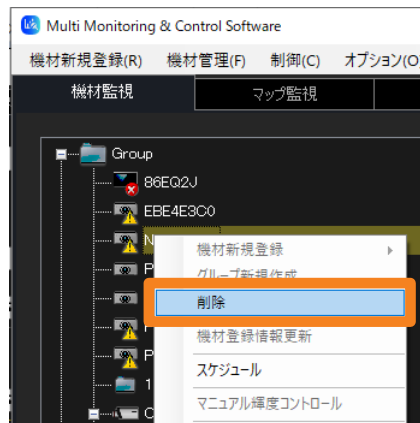 Multi Monitoring & Control Software
機材新規登録(R) 機材管理(F) 制御(C) オプション(O
機材監視 マップ監視
Group
86EQ2J
EBE4E3C0
N
機材新規登録
P
グループ新規作成
削除
機材登録情報更新
P
スケジュール
1
マニュアル輝度コントロール
C